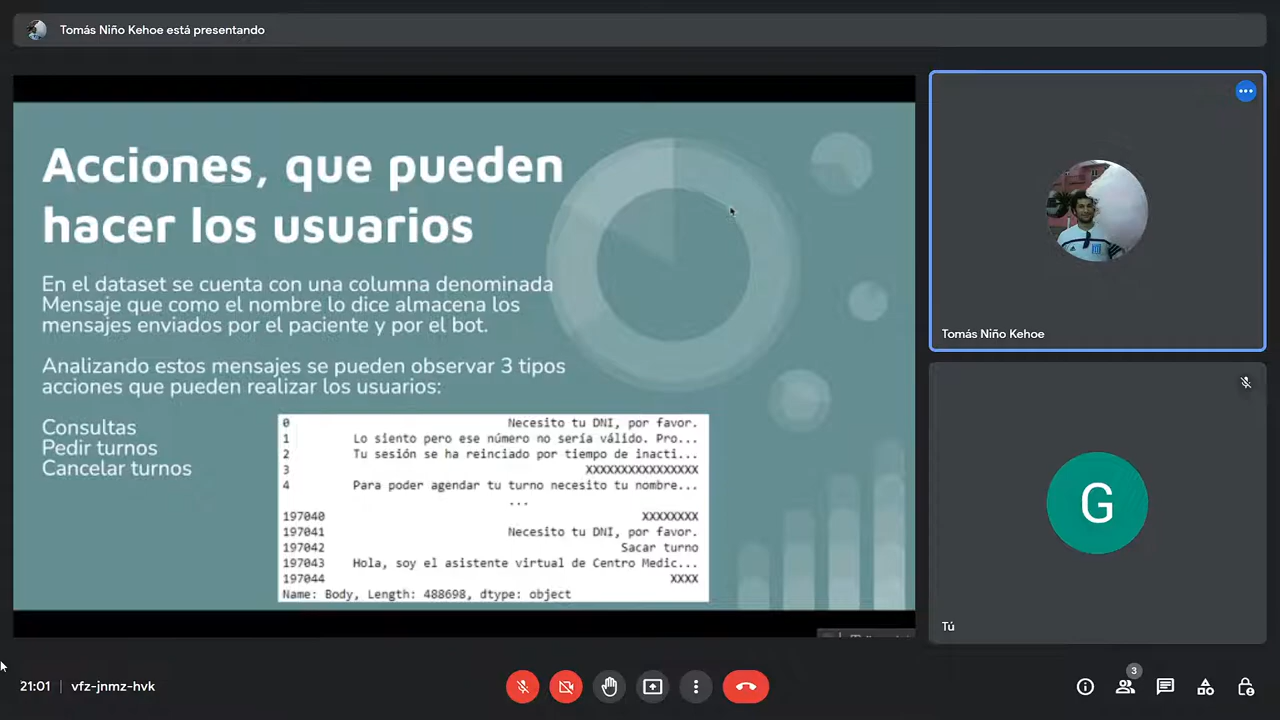 Tomás Niño Kehoe está presentando
Acciones, que pueden
hacer los usuarios
En el dataset se cuenta con una columna denominada
Mensaje que como el nombre lo dice almacena los
mensajes enviados por el paciente y por el bot.
Analizando estos mensajes se pueden observar 3 tipos
acciones que pueden realizar los usuarios:
Consultas
Pedir turnos
Cancelar turnos
0 Necesito tu DNI, por favor.
1 Lo siento pero ese número no sería válido. Pro...
2 Tu sesión se ha reinciado por tiempo de inacti...
3 XXXXXXXXXXXXXXXX
4 Para poder agendar tu turno necesito tu nombre...
...
197040 XXXXXXXX
197041 Necesito tu DNI, por favor.
197042 Sacar turno
197043 Hola, soy el asistente virtual de Centro Medic...
197044 XXXX
Name: Body, Length: 488698, dtype: object
Tomás Niño Kehoe
G
Tú
21:01 | vfz-jnmz-hvk
3